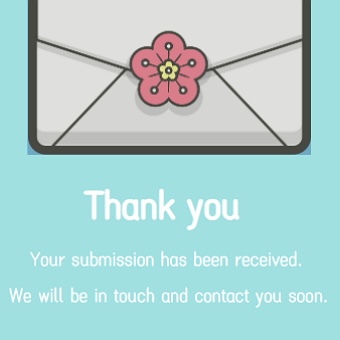 Thank you
Your submission has been received.
We will be in touch and contact you soon.